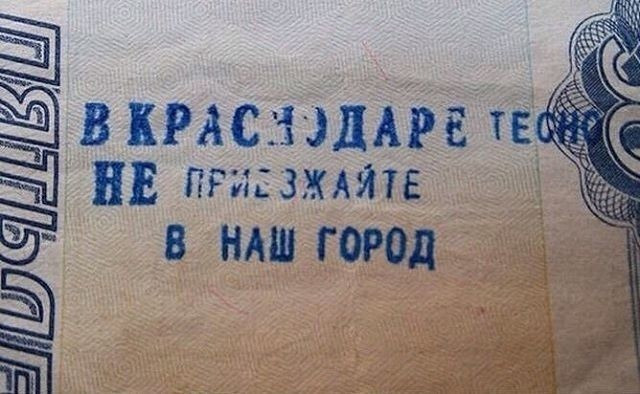 В КРАСНОДАРЕ ТЕСНО
НЕ ПРИЕЗЖАЙТЕ
В НАШ ГОРОД